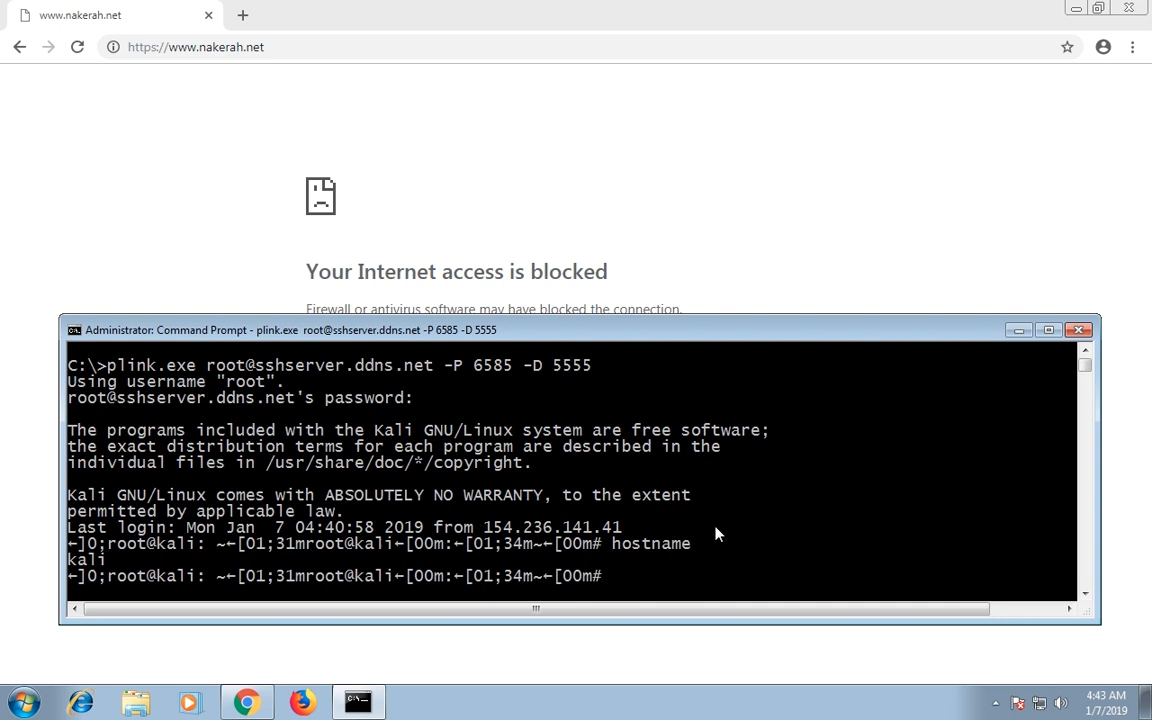 www.nakerah.net
https://www.nakerah.net
Your Internet access is blocked
Firewall or antivirus software may have blocked the connection.
Administrator: Command Prompt - plink.exe  root@sshserver.ddns.net -P 6585 -D 5555
C:\>plink.exe root@sshserver.ddns.net -P 6585 -D 5555
Using username "root".
root@sshserver.ddns.net's password:
The programs included with the Kali GNU/Linux system are free software;
the exact distribution terms for each program are described in the
individual files in /usr/share/doc/*/copyright.
Kali GNU/Linux comes with ABSOLUTELY NO WARRANTY, to the extent
permitted by applicable law.
Last login: Mon Jan  7 04:40:58 2019 from 154.236.141.41
←]0;root@kali: ~←[01;31mroot@kali←[00m:←[01;34m~←[00m# hostname
kali
←]0;root@kali: ~←[01;31mroot@kali←[00m:←[01;34m~←[00m#
4:43 AM
1/7/2019